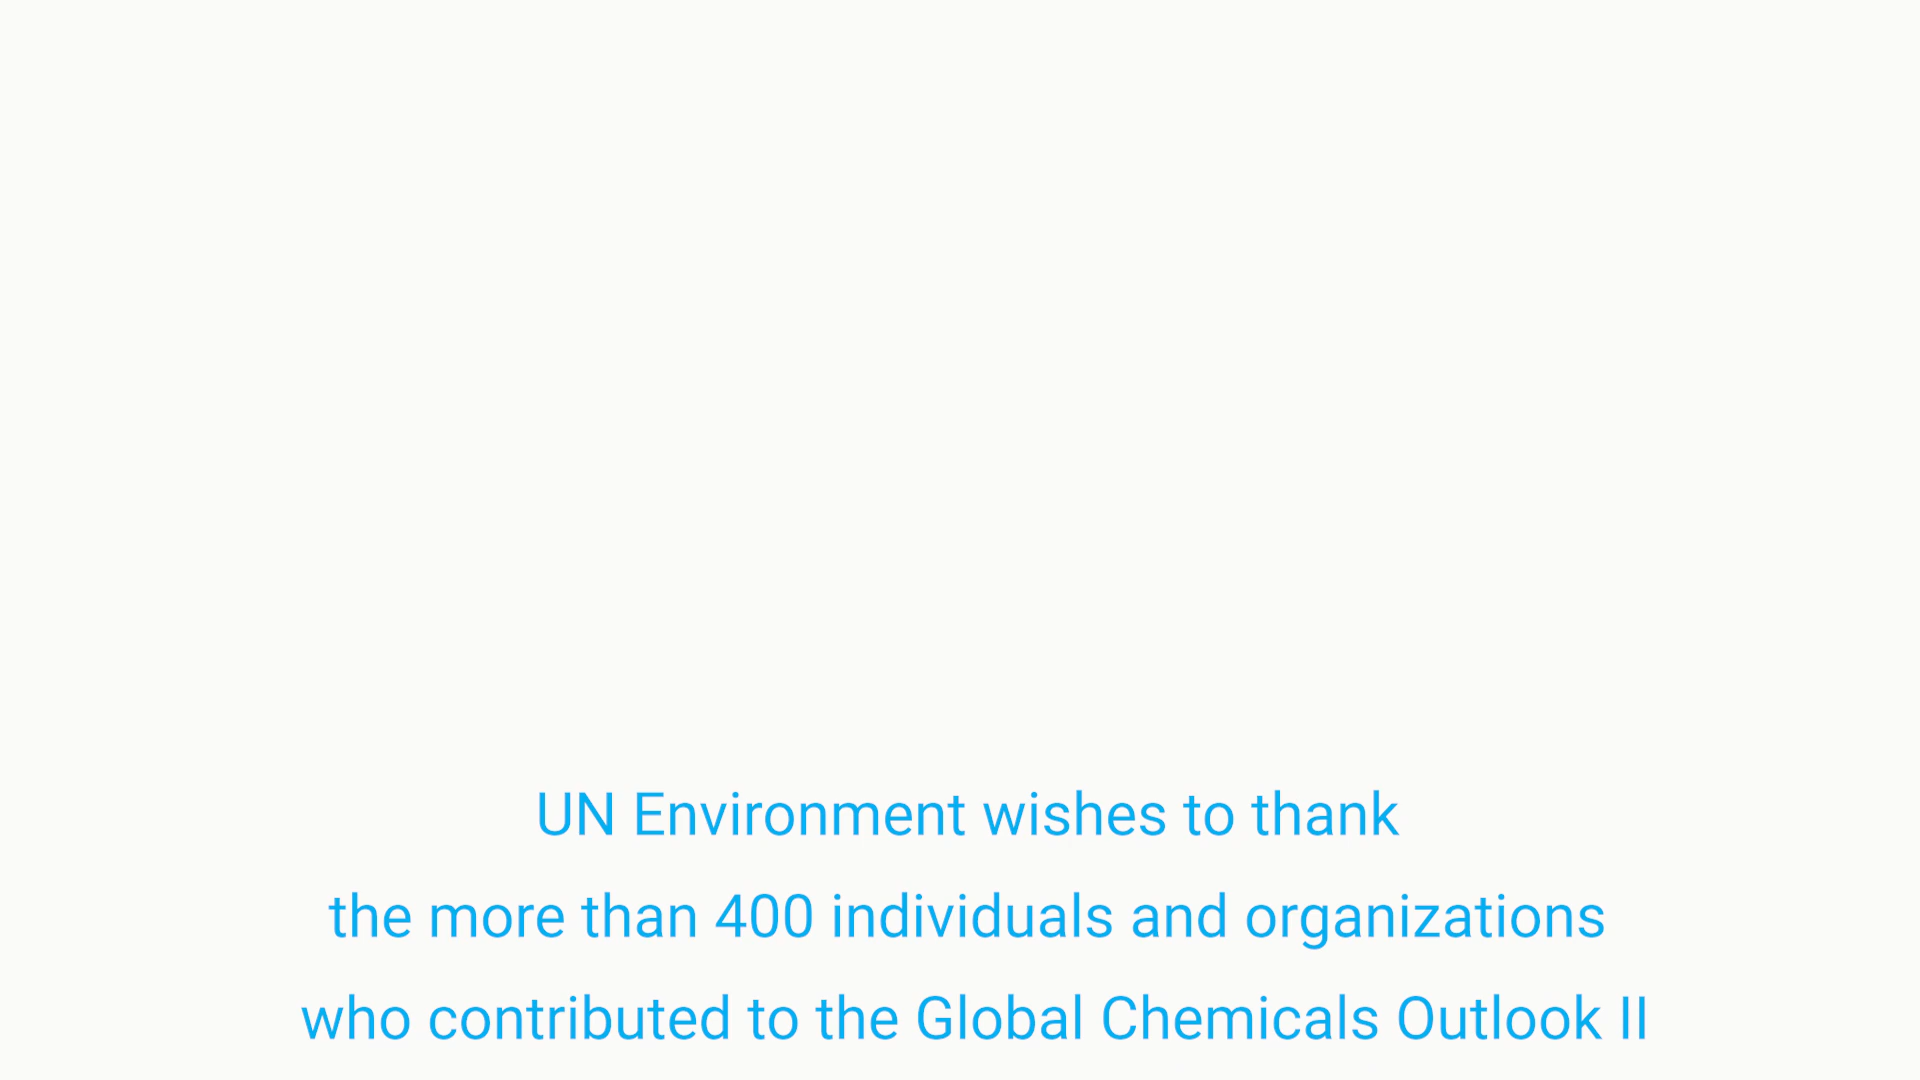 UN Environment wishes to thank
the more than 400 individuals and organizations
who contributed to the Global Chemicals Outlook II